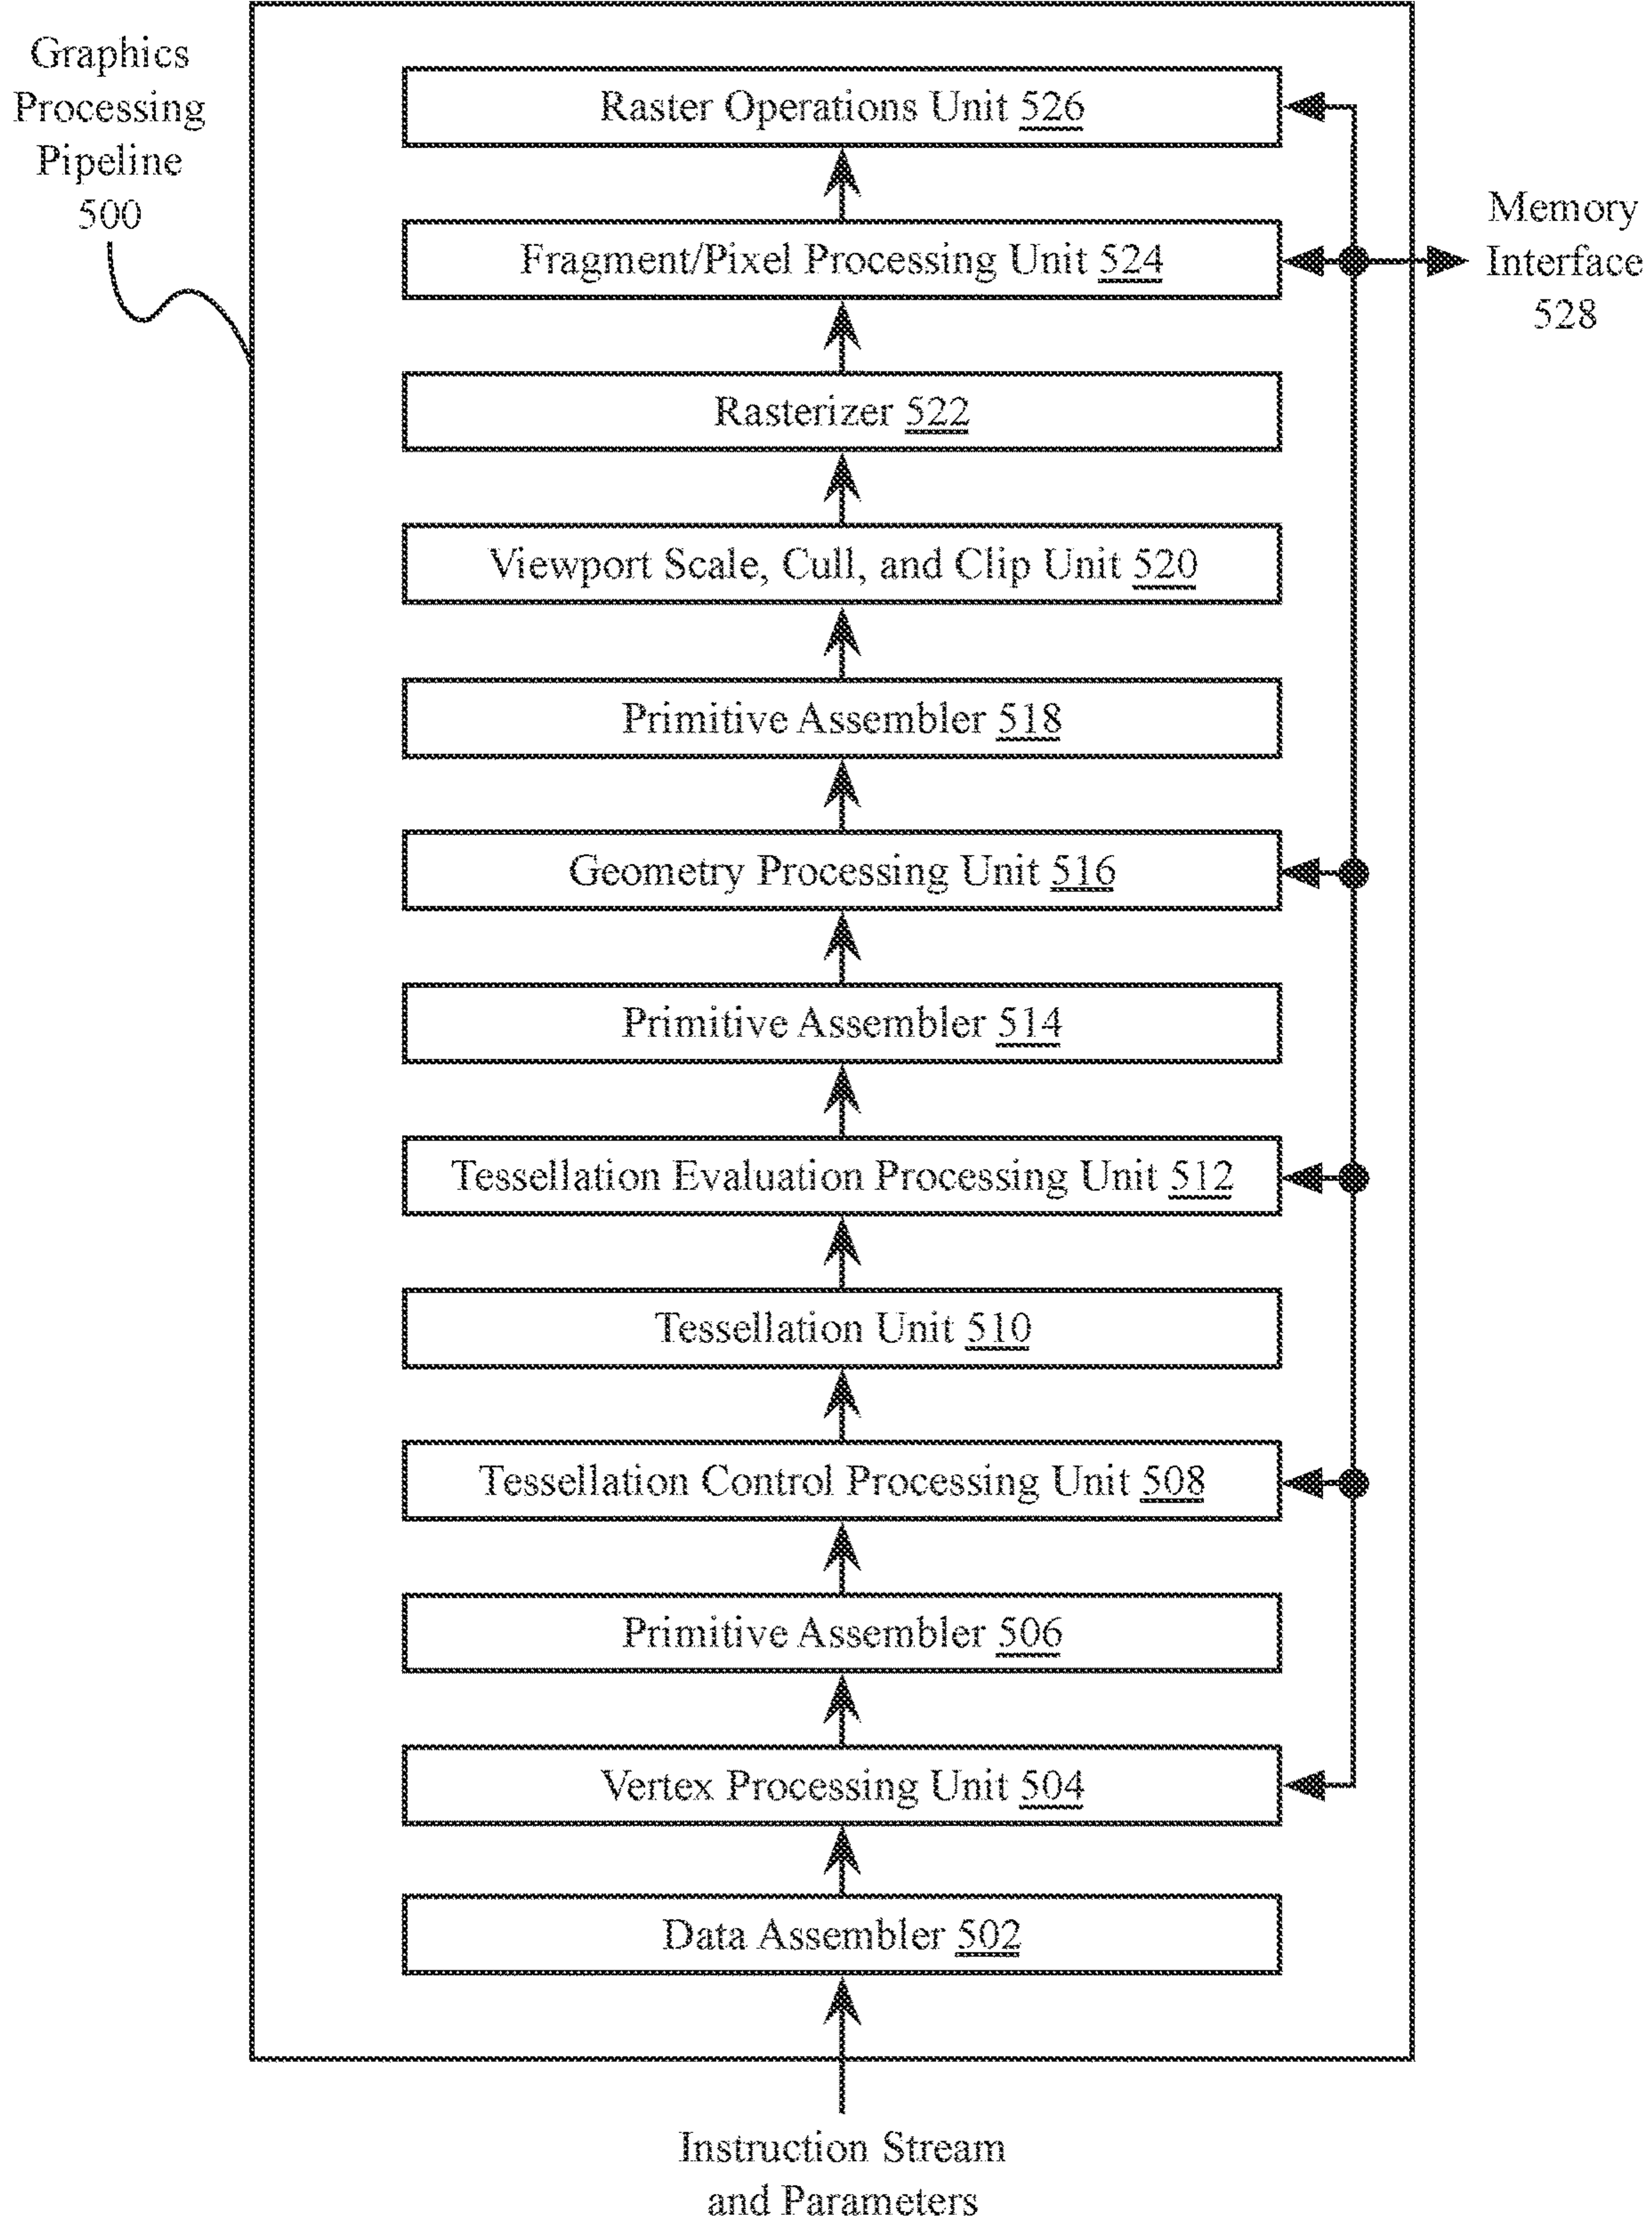 Graphics
Processing
Pipeline
500
Raster Operations Unit 526
Fragment/Pixel Processing Unit 524
Memory
Interface
528
Rasterizer 522
Viewport Scale, Cull, and Clip Unit 520
Primitive Assembler 518
Geometry Processing Unit 516
Primitive Assembler 514
Tessellation Evaluation Processing Unit 512
Tessellation Unit 510
Tessellation Control Processing Unit 508
Primitive Assembler 506
Vertex Processing Unit 504
Data Assembler 502
Instruction Stream
and Parameters